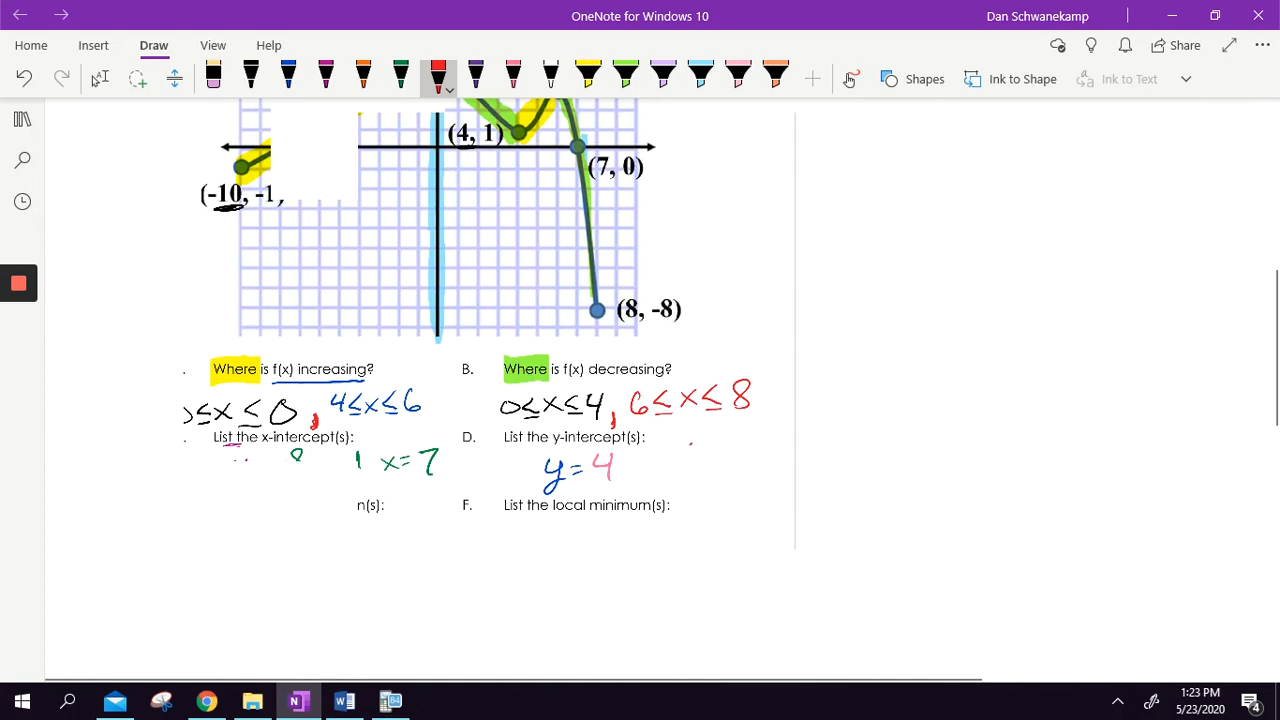 OneNote for Windows 10
Dan Schwanekamp
Home Insert Draw View Help
Share
Shapes Ink to Shape Ink to Text
(4, 1)
(7, 0)
(-10, -1,
(8, -8)
. Where is f(x) increasing?
B. Where is f(x) decreasing?
≤x ≤ 0 , 4≤x≤6
0≤x≤4, 6≤x≤8
. List the x-intercept(s):
D. List the y-intercept(s):
x=7
y=4
n(s):
F. List the local minimum(s):
1:23 PM
5/23/2020
4